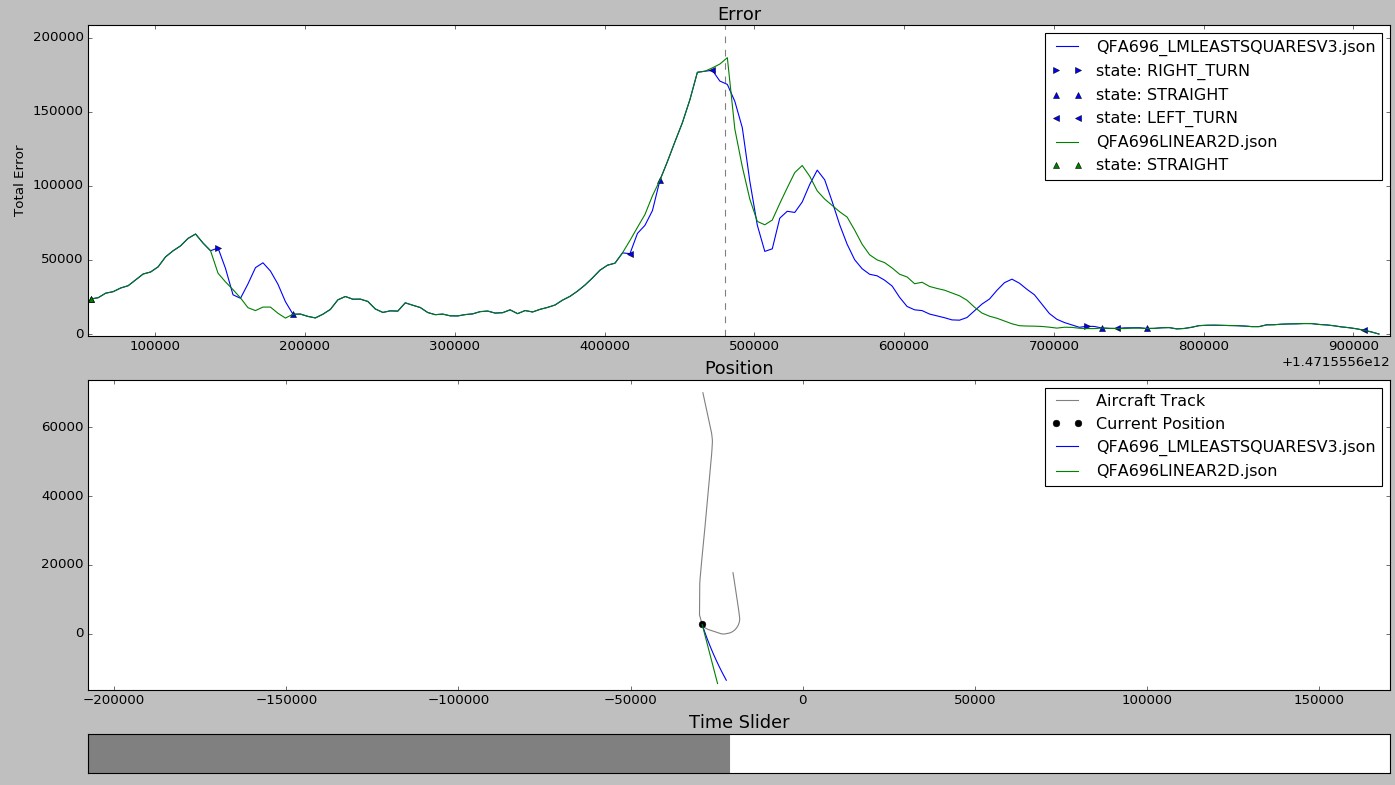 Error
Total Error
200000
150000
100000
50000
0
QFA696_LMLEASTSQUARESV3.json
state: RIGHT_TURN
state: STRAIGHT
state: LEFT_TURN
QFA696LINEAR2D.json
state: STRAIGHT
100000 200000 300000 400000 500000 600000 700000 800000 900000
+1.4715556e12
Position
60000
40000
20000
0
Aircraft Track
Current Position
QFA696_LMLEASTSQUARESV3.json
QFA696LINEAR2D.json
−200000 −150000 −100000 −50000 0 50000 100000 150000
Time Slider